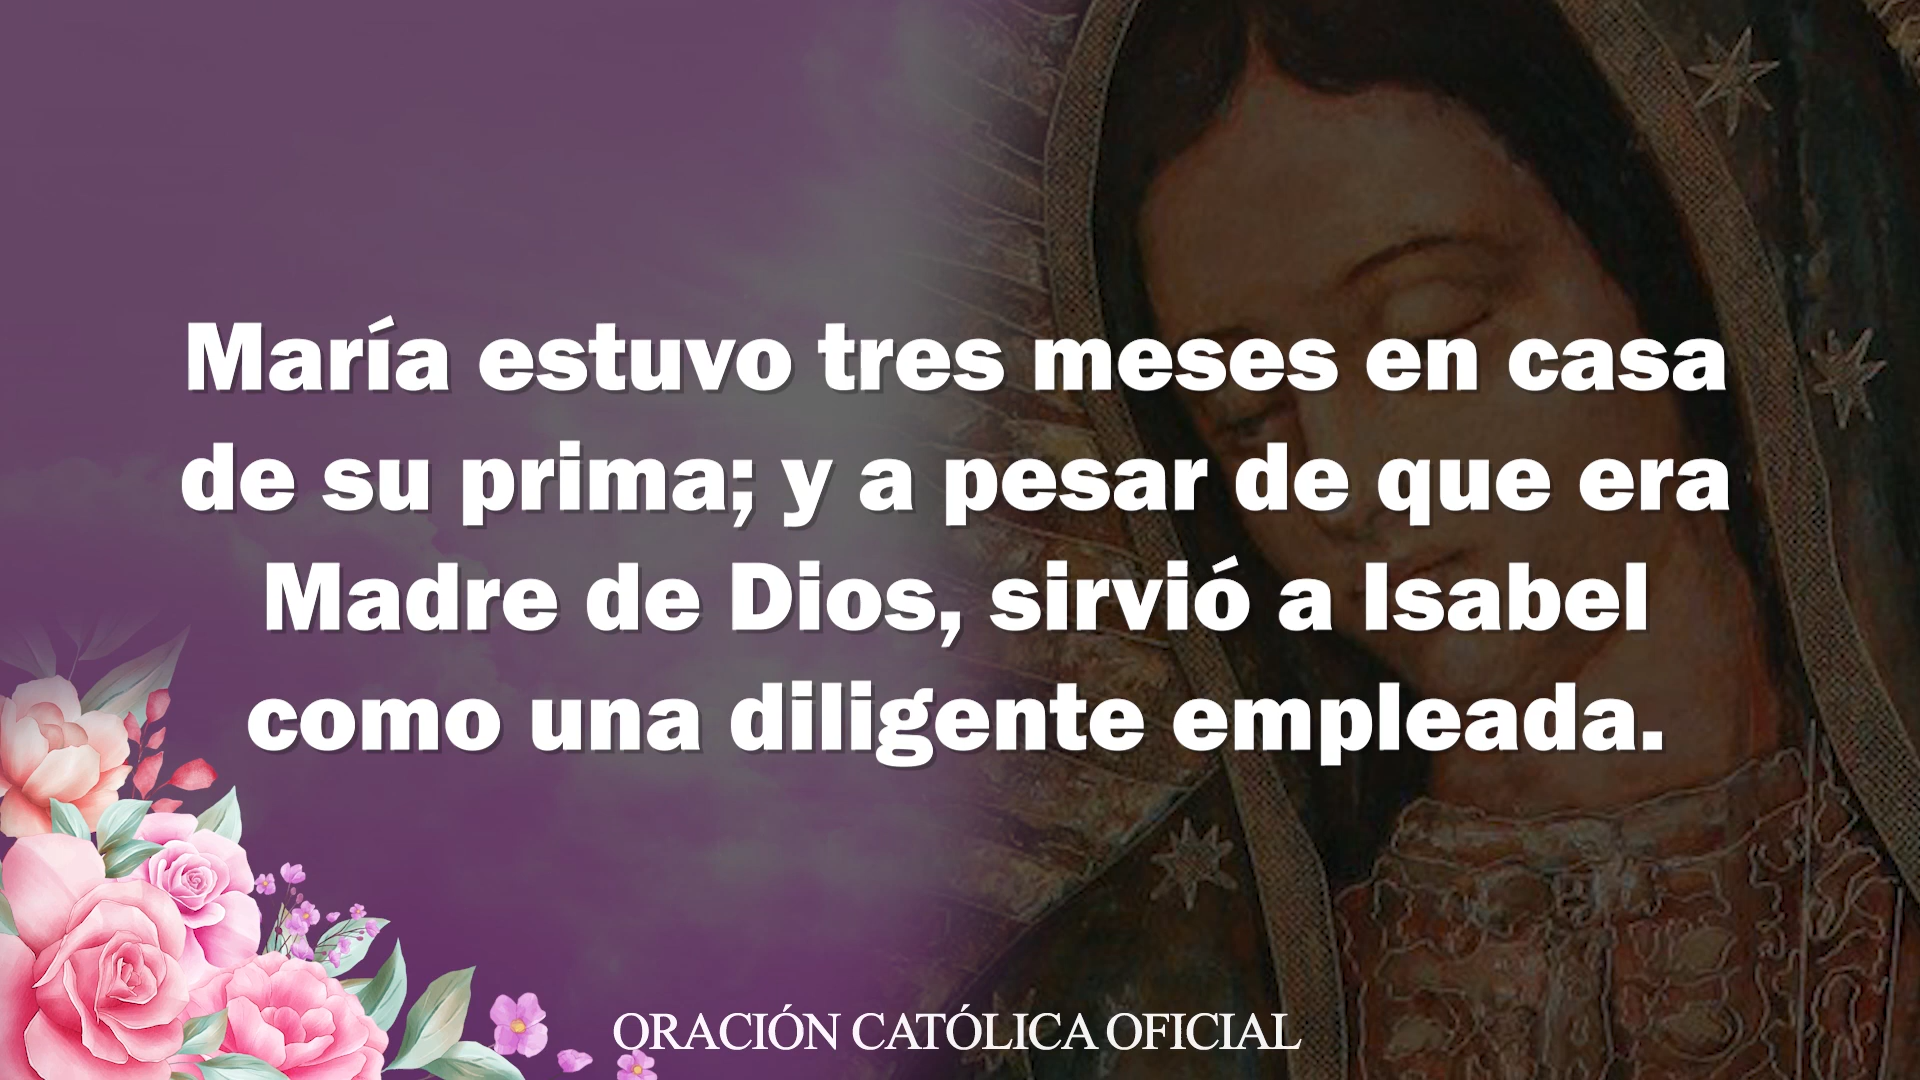 María estuvo tres meses en casa
de su prima; y a pesar de que era
Madre de Dios, sirvió a Isabel
como una diligente empleada.
ORACIÓN CATÓLICA OFICIAL